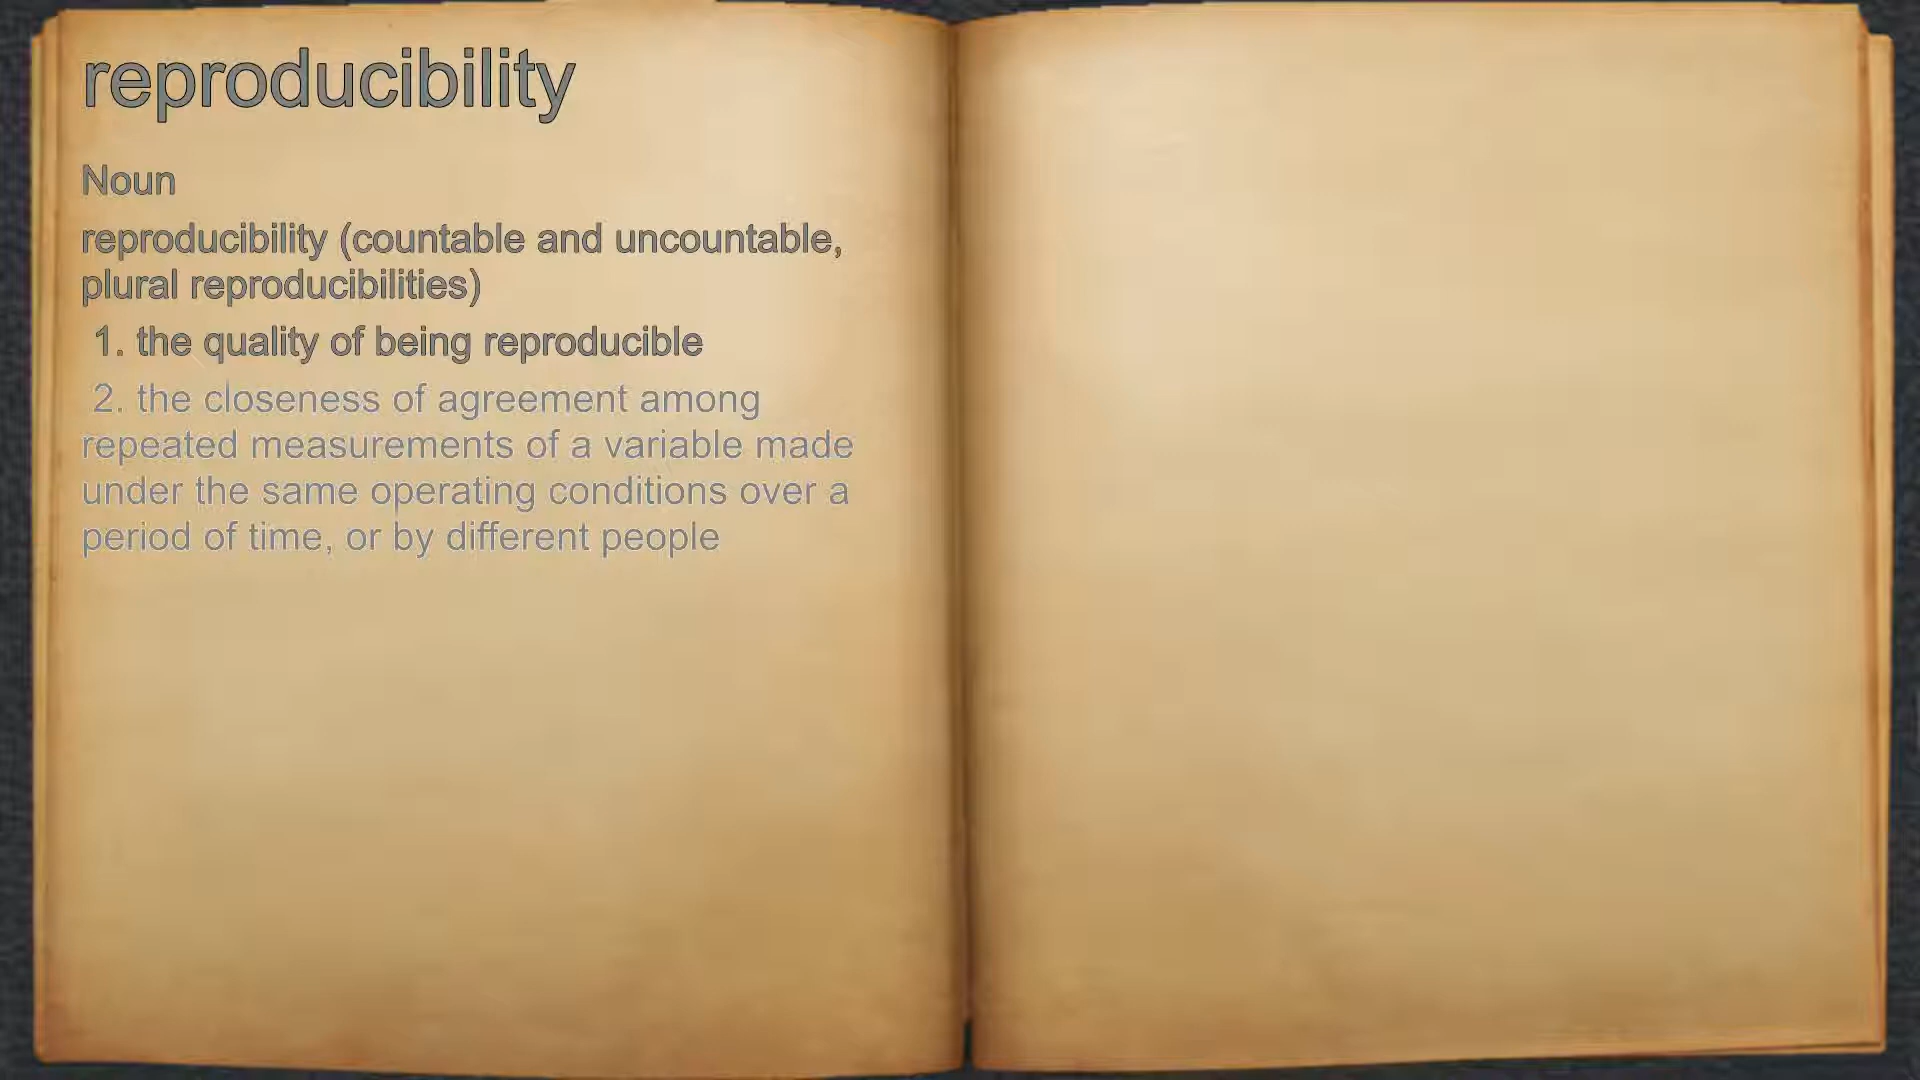 reproducibility
Noun
reproducibility (countable and uncountable,
plural reproducibilities)
1. the quality of being reproducible
2. the closeness of agreement among
repeated measurements of a variable made
under the same operating conditions over a
period of time, or by different people